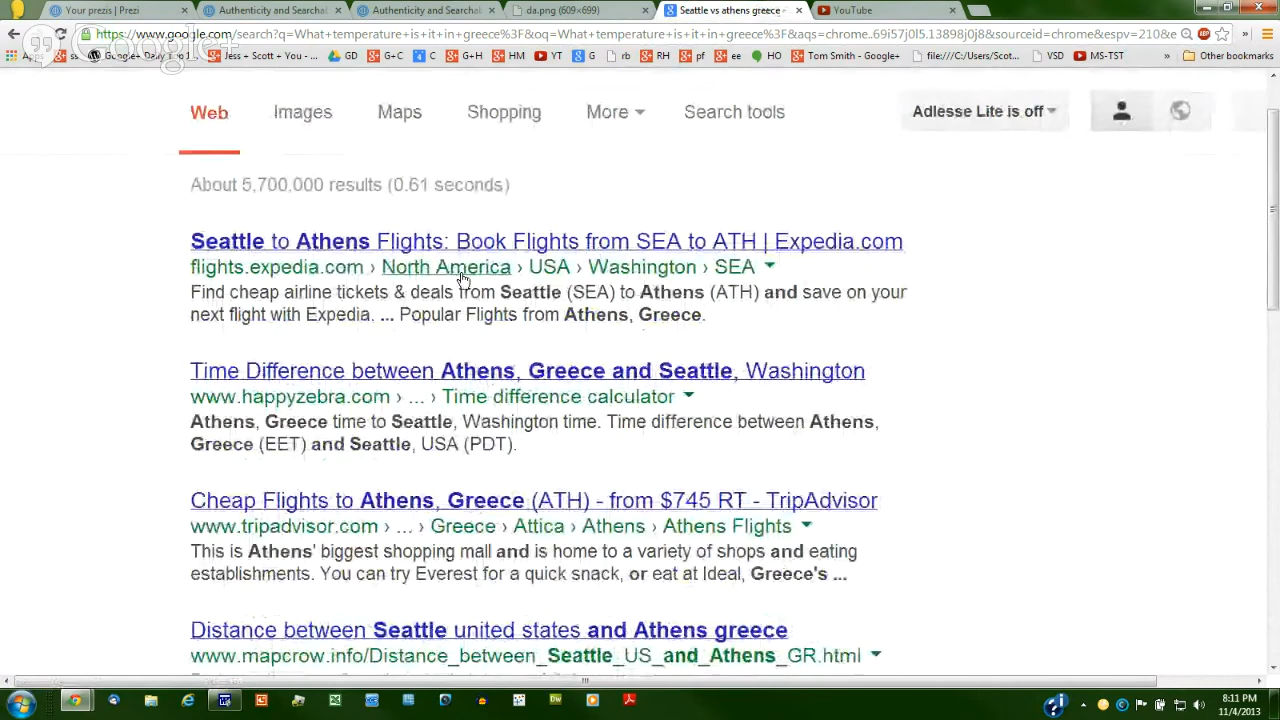 Your prezis | Prezi
Authenticity and Searchab
Authenticity and Searchab
da.png (609×699)
Seattle vs athens greece -
YouTube
https://www.google.com/search?q=What+temperature+is+it+in+greece%3F&oq=What+temperature+is+it+in+greece%3F&aqs=chrome..69i57j0l5.13898j0j8&sourceid=chrome&espv=210&e
Google+
Apps
HM
Google+ Daily
Jess + Scott + You - ...
GD
G+C
C
G+H
HM
YT
G
rb
RH
pf
ee
HO
Tom Smith - Google+
file:///C:/Users/Scot...
VSD
MS-TST
»
Other bookmarks
Web
Images
Maps
Shopping
More
Search tools
Adlesse Lite is off
About 5,700,000 results (0.61 seconds)
Seattle to Athens Flights: Book Flights from SEA to ATH | Expedia.com
flights.expedia.com › North America › USA › Washington › SEA
Find cheap airline tickets & deals from Seattle (SEA) to Athens (ATH) and save on your
next flight with Expedia. ... Popular Flights from Athens, Greece.
Time Difference between Athens, Greece and Seattle, Washington
www.happyzebra.com › ... › Time difference calculator
Athens, Greece time to Seattle, Washington time. Time difference between Athens,
Greece (EET) and Seattle, USA (PDT).
Cheap Flights to Athens, Greece (ATH) - from $745 RT - TripAdvisor
www.tripadvisor.com › ... › Greece › Attica › Athens › Athens Flights
This is Athens' biggest shopping mall and is home to a variety of shops and eating
establishments. You can try Everest for a quick snack, or eat at Ideal, Greece's ...
Distance between Seattle united states and Athens greece
www.mapcrow.info/Distance_between_Seattle_US_and_Athens_GR.html
8:11 PM
11/4/2013